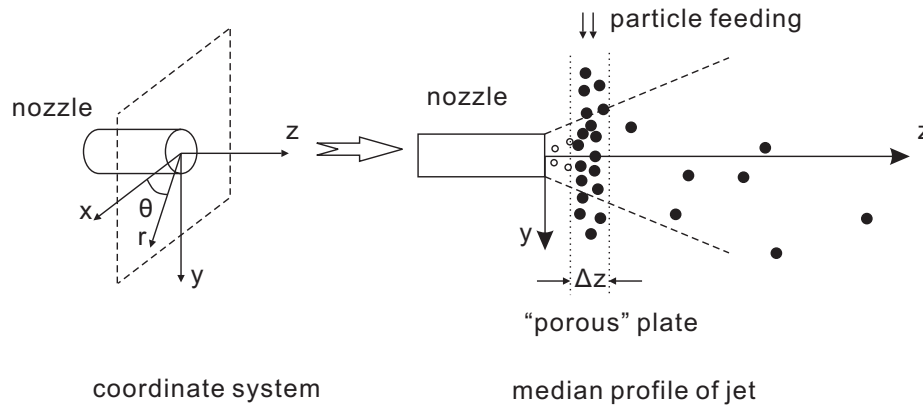 particle feeding
nozzle
nozzle
z
z
x
θ
r
y
y
Δz
“porous” plate
coordinate system
median profile of jet